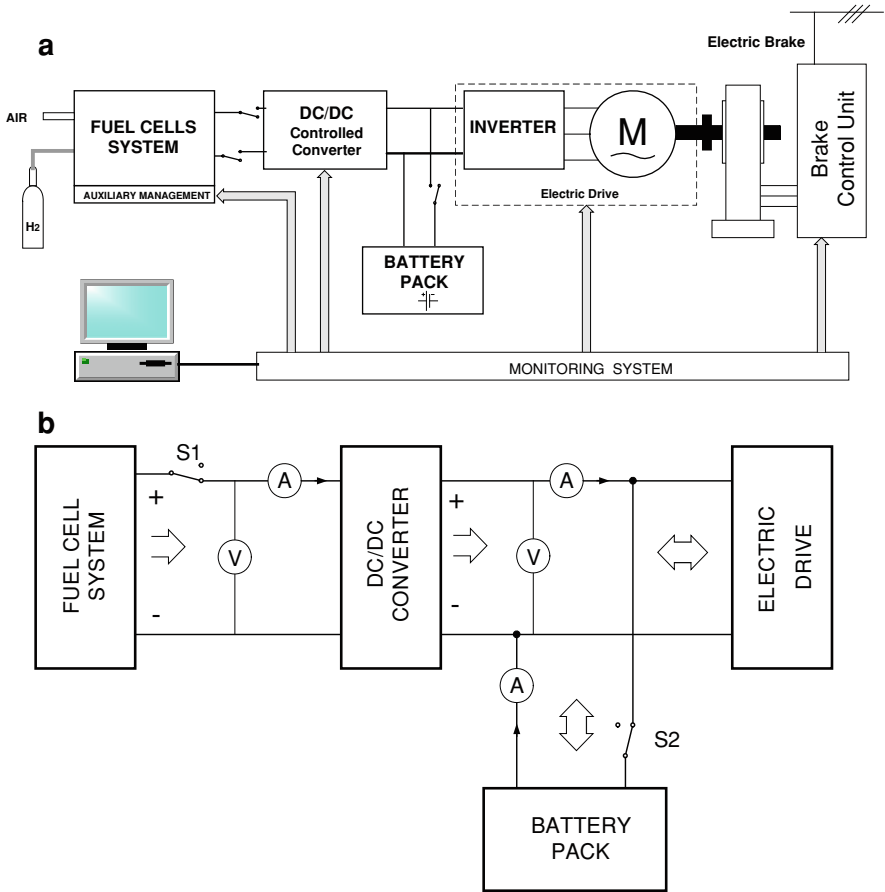 a
Electric Brake
AIR
FUEL CELLS
SYSTEM
AUXILIARY MANAGEMENT
H2
DC/DC
Controlled
Converter
INVERTER
M
Electric Drive
Brake
Control Unit
BATTERY
PACK
+ -
MONITORING SYSTEM
b
FUEL CELL
SYSTEM
S1
+
-
A
V
DC/DC
CONVERTER
+
-
A
V
ELECTRIC
DRIVE
A
S2
BATTERY
PACK